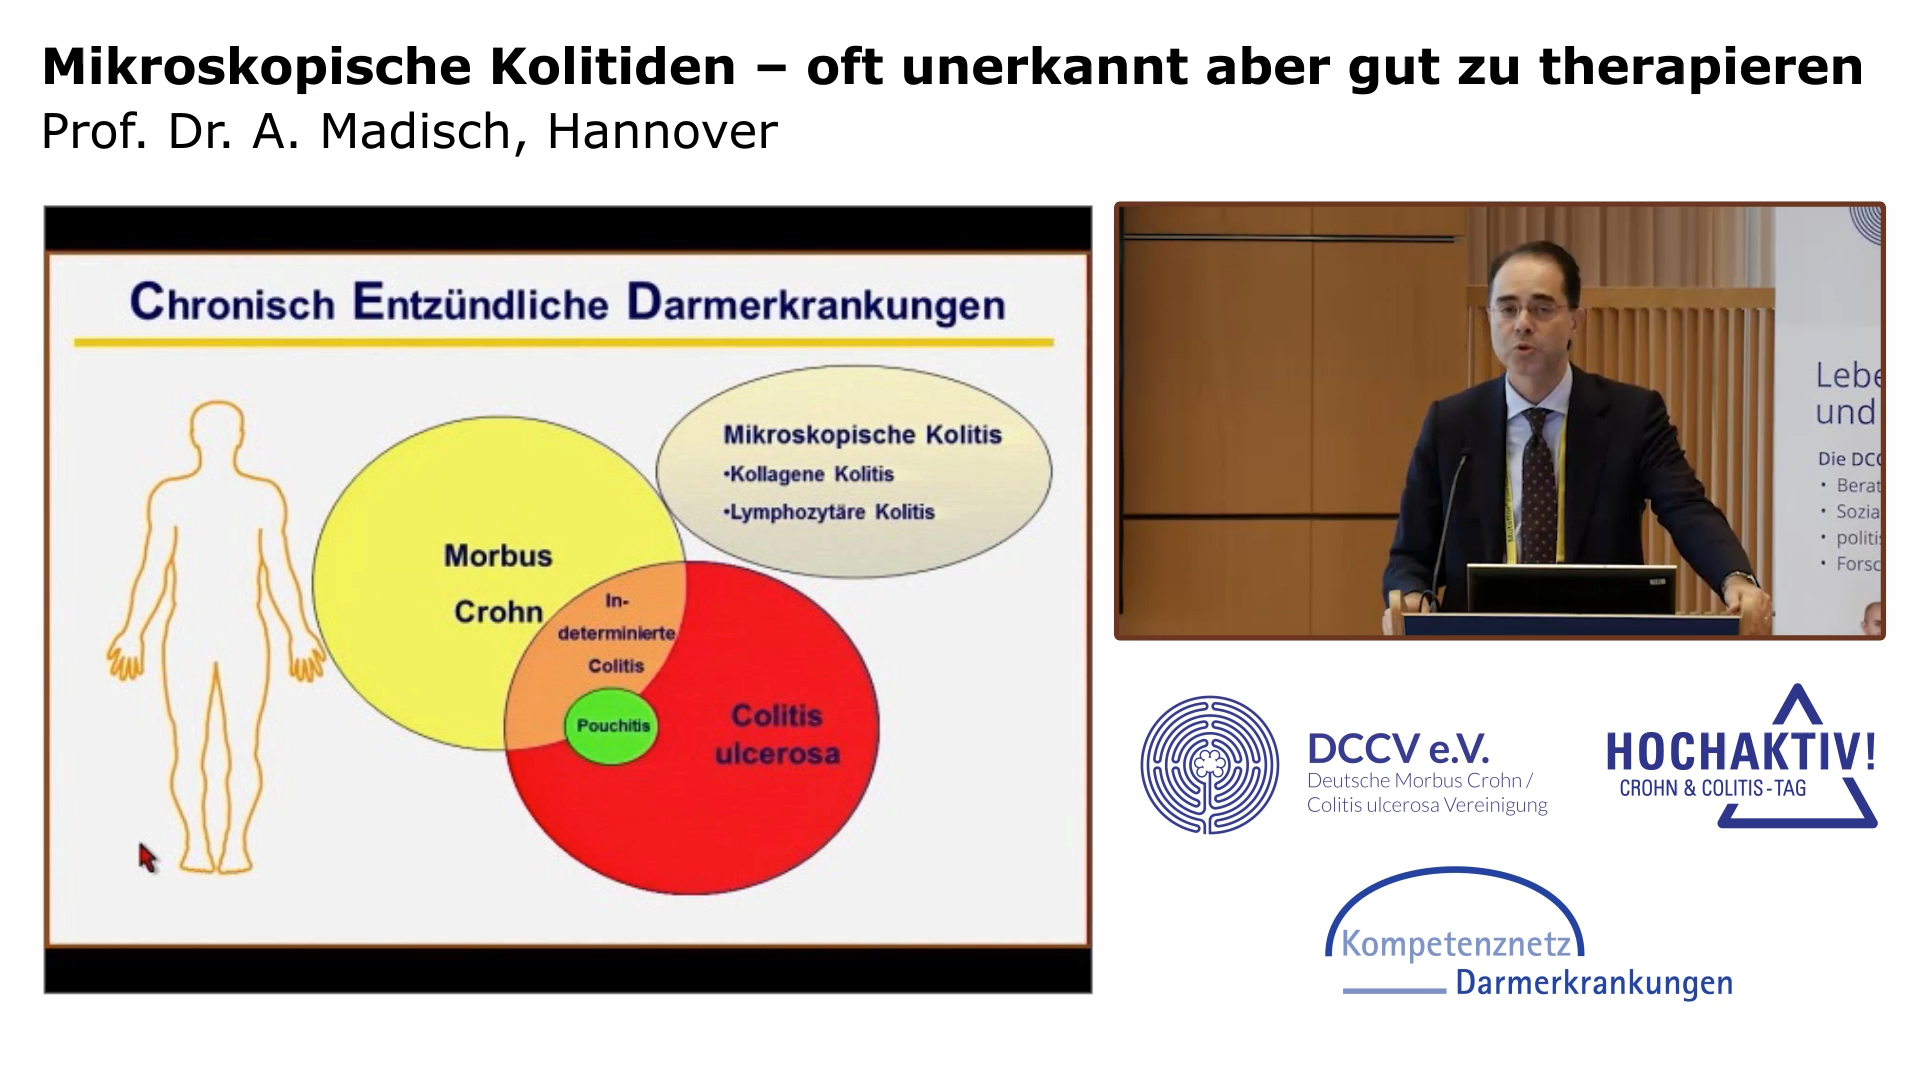 Mikroskopische Kolitiden – oft unerkannt aber gut zu therapieren
Prof. Dr. A. Madisch, Hannover
Chronisch Entzündliche Darmerkrankungen
Mikroskopische Kolitis
•Kollagene Kolitis
•Lymphozytäre Kolitis
Morbus
Crohn
In-
determinierte
Colitis
Pouchitis
Colitis
ulcerosa
Lebe
und
Die DCC
• Berat
• Sozia
• politis
• Forsc
DCCV e.V.
Deutsche Morbus Crohn /
Colitis ulcerosa Vereinigung
HOCHAKTIV!
CROHN & COLITIS-TAG
Kompetenznetz
Darmerkrankungen